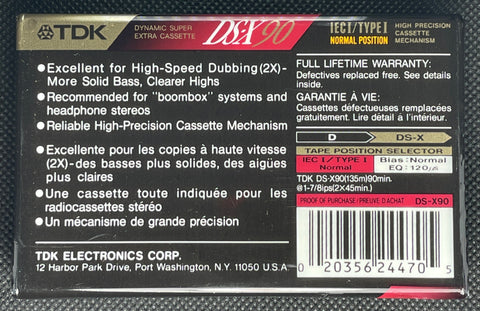 TDK
DYNAMIC SUPER
EXTRA CASSETTE
DS-X90
IEC I/TYPE I
NORMAL POSITION
HIGH PRECISION
CASSETTE
MECHANISM
● Excellent for High-Speed Dubbing (2X)-
More Solid Bass, Clearer Highs
● Recommended for "boombox" systems and
headphone stereos
● Reliable High-Precision Cassette Mechanism
● Excellente pour les copies à haute vitesse
(2X)-des basses plus solides, des aigües
plus claires
● Une cassette toute indiquée pour les
radiocassettes stéréo
● Un mécanisme de grande précision
TDK ELECTRONICS CORP.
12 Harbor Park Drive, Port Washington, N.Y. 11050 U.S.A.
FULL LIFETIME WARRANTY:
Defectives replaced free. See details
inside.
GARANTIE À VIE:
Cassettes défectueuses remplacées
gratuitement. Lire à l'intérieur.
D DS-X
TAPE POSITION SELECTOR
IEC I/TYPE I
Normal
Bias: Normal
EQ: 120μs
TDK DS-X90(135m)90min.
@1-7/8ips(2X45min.)
PROOF OF PURCHASE/PREUVE D'ACHAT DS-X90
0 20356 24470 5